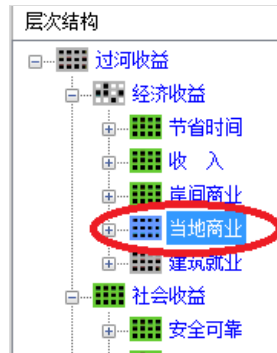 层次结构
过河收益
经济收益
节省时间
收 入
岸间商业
当地商业
建筑就业
社会收益
安全可靠